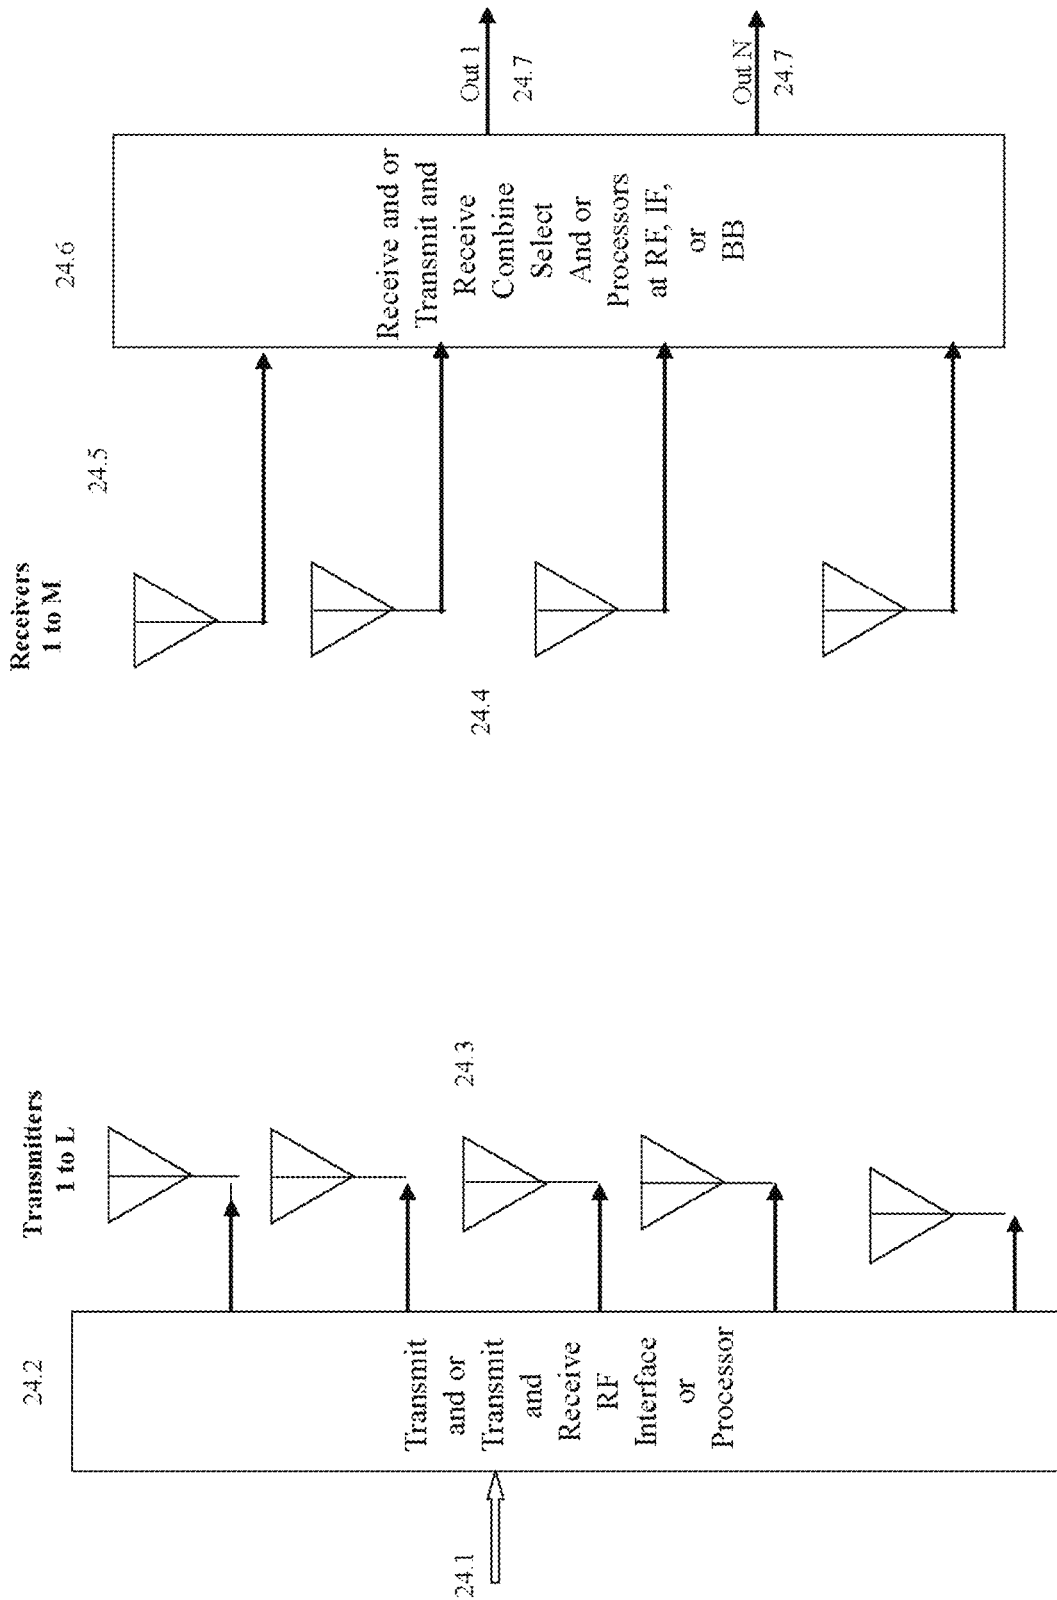 24.1
24.2
Transmit
and or
Transmit
and
Receive
RF
Interface
or
Processor
Transmitters
1 to L
24.3
24.4
Receivers
1 to M
24.5
24.6
Receive and or
Transmit and
Receive
Combine
Select
And or
Processors
at RF, IF,
or
BB
Out 1
24.7
Out N
24.7